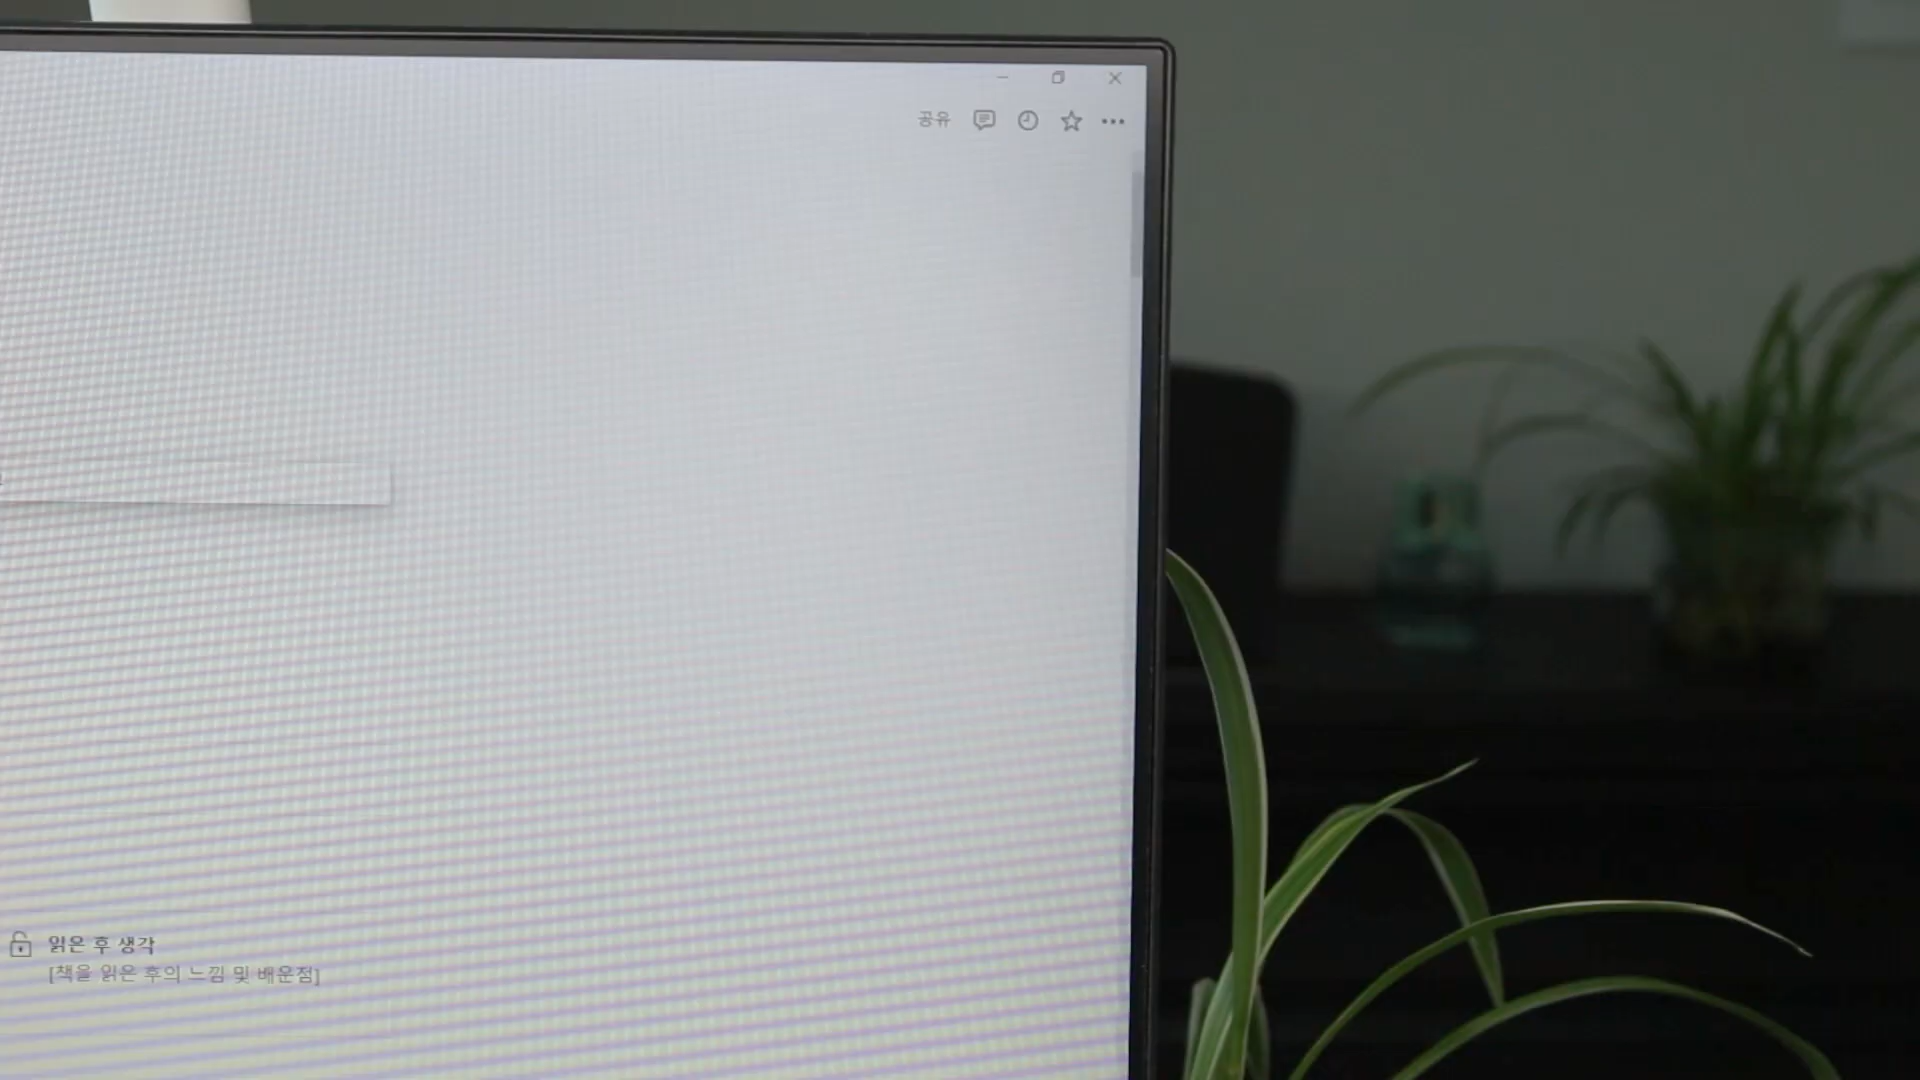 공유
읽은 후 생각
[책을 읽은 후의 느낌 및 배운점]